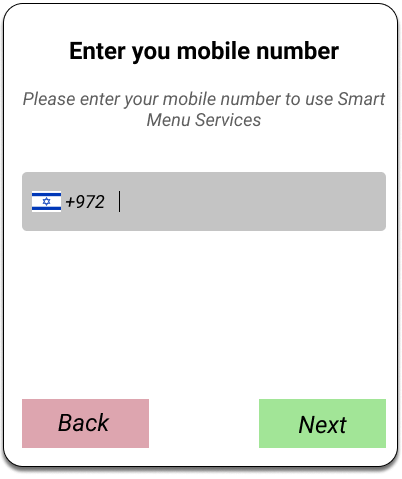 Enter you mobile number
Please enter your mobile number to use Smart
Menu Services
+972
Back
Next